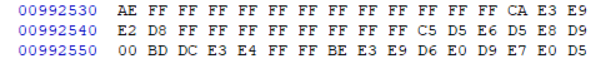 00992530 AE FF FF FF FF FF FF FF FF FF FF FF FF CA E3 E9
00992540 E2 D8 FF FF FF FF FF FF FF FF C5 D5 E6 D5 E8 D9
00992550 00 BD DC E3 E4 FF FF BE E3 E9 D6 E0 D9 E7 E0 D5